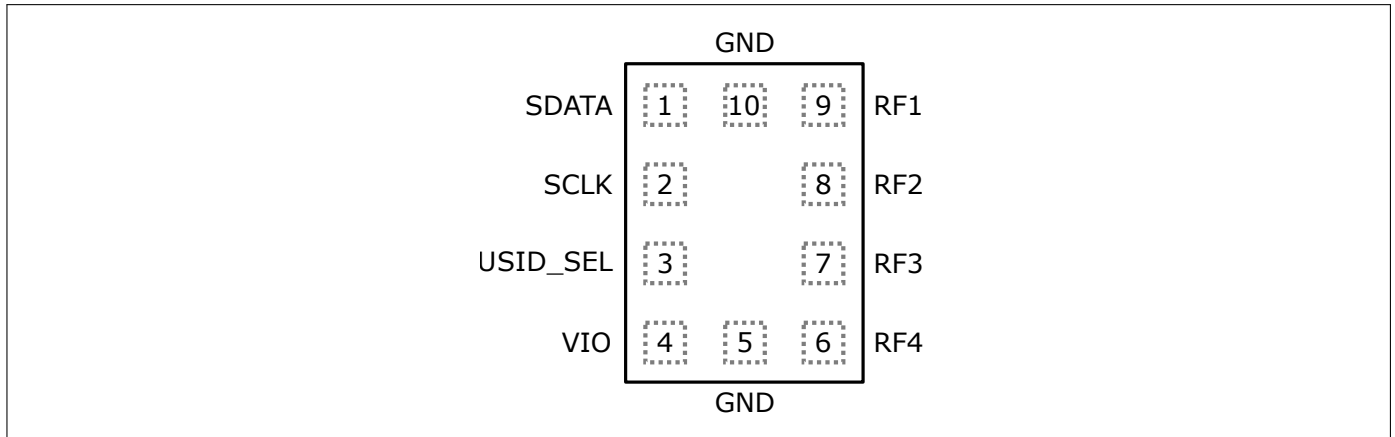 GND
SDATA 1 10 9 RF1
SCLK 2 8 RF2
USID_SEL 3 7 RF3
VIO 4 5 6 RF4
GND